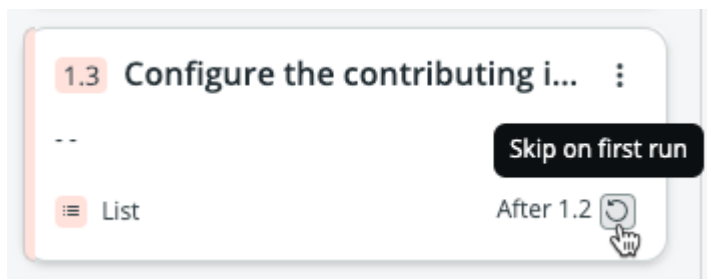 1.3 Configure the contributing i...
--
Skip on first run
List
After 1.2